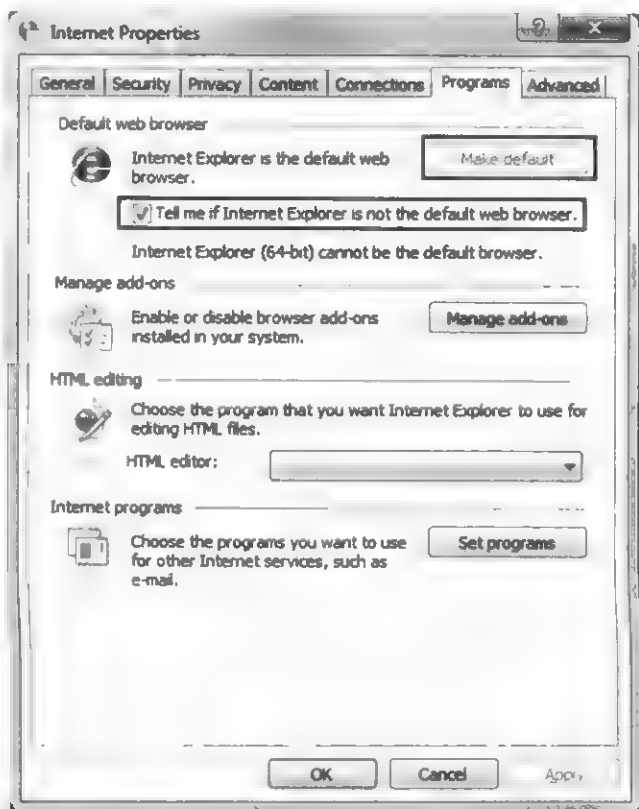 Internet Properties
General Security Privacy Content Connections Programs Advanced
Default web browser
Internet Explorer is the default web browser.
Make default
Tell me if Internet Explorer is not the default web browser.
Internet Explorer (64-bit) cannot be the default browser.
Manage add-ons
Enable or disable browser add-ons
installed in your system.
Manage add-ons
HTML editing
Choose the program that you want Internet Explorer to use for
editing HTML files.
HTML editor:
Internet programs
Choose the programs you want to use
for other Internet services, such as
e-mail.
Set programs
OK Cancel Apply